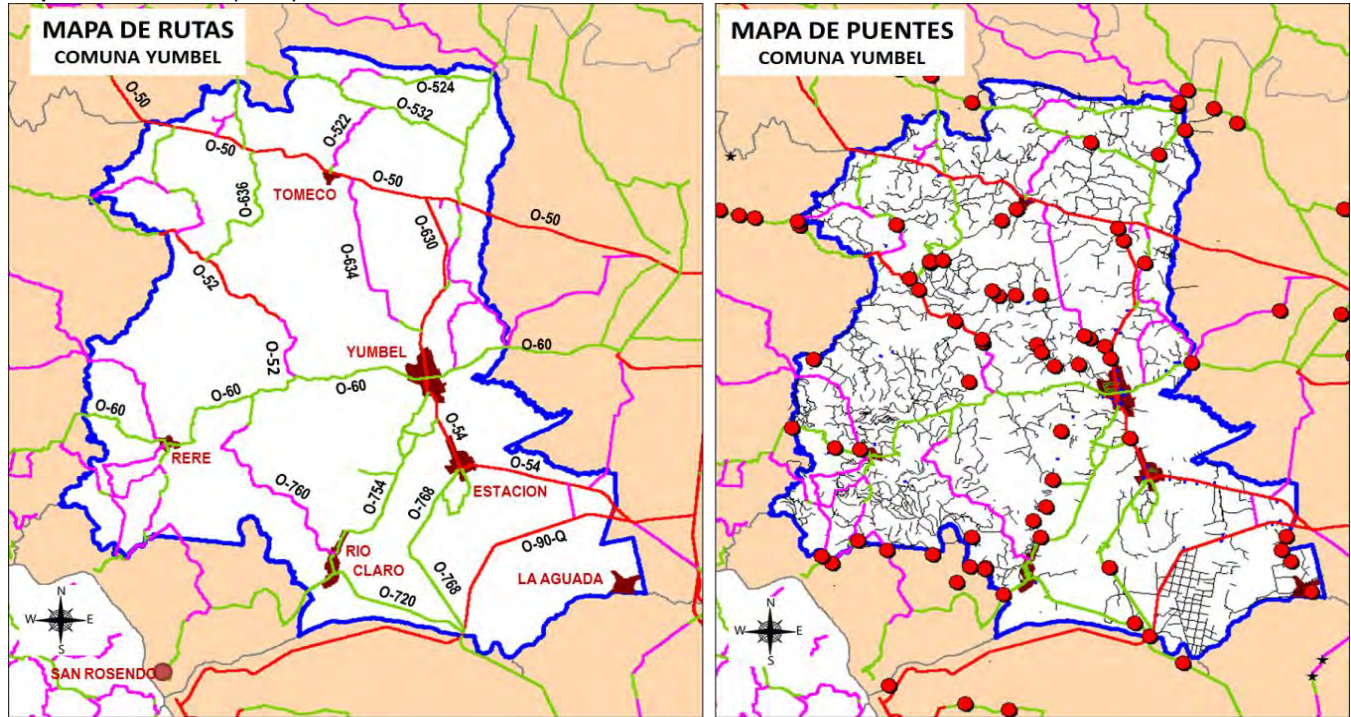 MAPA DE RUTAS
COMUNA YUMBEL
O-50
O-524
O-532
O-522
O-50
TOMECO
O-50
O-50
O-636
O-630
O-634
O-52
YUMBEL
O-60
O-52
O-60
O-60
O-60
O-54
RERE
O-54
ESTACION
O-760
O-754
O-768
O-90-Q
RIO
CLARO
O-768
LA AGUADA
O-720
N
W
E
S
SAN ROSENDO
MAPA DE PUENTES
COMUNA YUMBEL
N
W
E
S